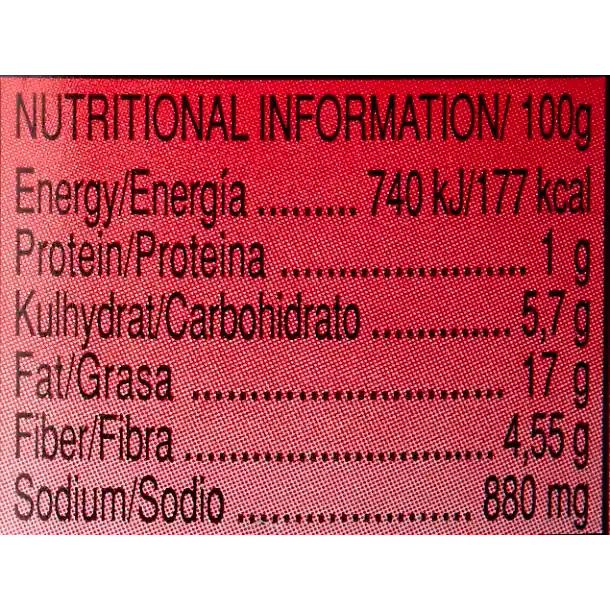 NUTRITIONAL INFORMATION/ 100g
Energy/Energía .......... 740 kJ/177 kcal
Protein/Proteina ....................... 1 g
Kulhydrat/Carbohidrato ............. 5,7 g
Fat/Grasa ............................. 17 g
Fiber/Fibra ............................ 4,55 g
Sodium/Sodio ...................... 880 mg